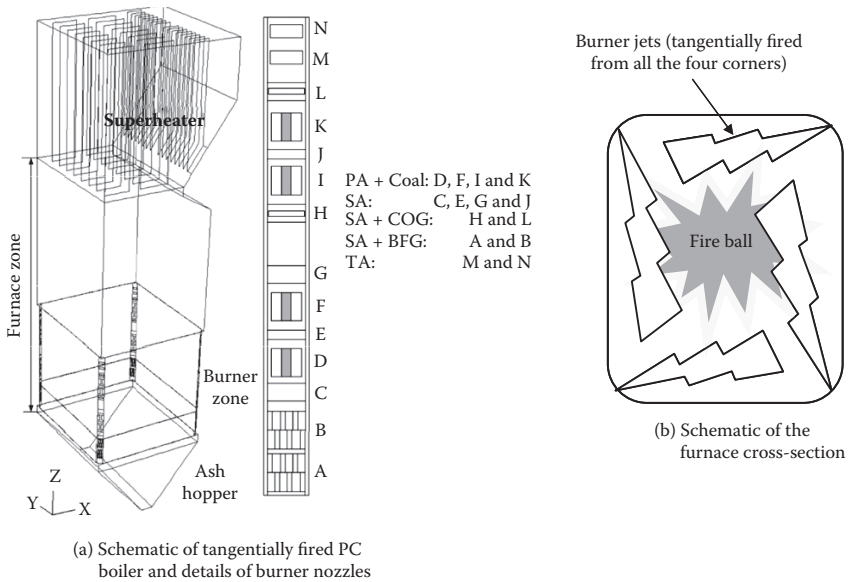 Superheater
Furnace zone
Burner
zone
Ash
hopper
Z
Y
X
N
M
L
K
J
I
H
G
F
E
D
C
B
A
PA + Coal: D, F, I and K
SA: C, E, G and J
SA + COG: H and L
SA + BFG: A and B
TA: M and N
(a) Schematic of tangentially fired PC
boiler and details of burner nozzles
Burner jets (tangentially fired
from all the four corners)
Fire ball
(b) Schematic of the
furnace cross-section